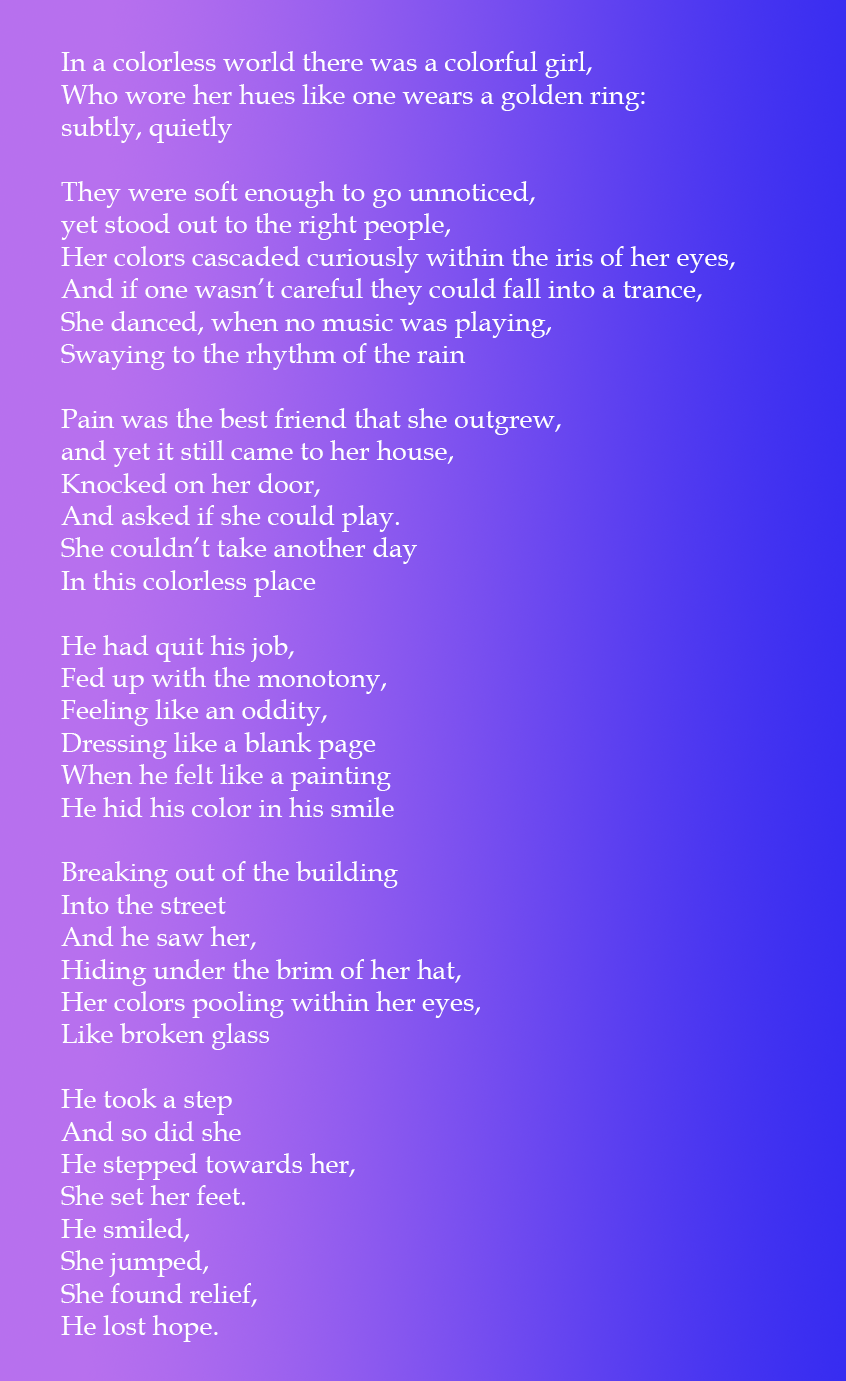 In a colorless world there was a colorful girl,
Who wore her hues like one wears a golden ring:
subtly, quietly
They were soft enough to go unnoticed,
yet stood out to the right people,
Her colors cascaded curiously within the iris of her eyes,
And if one wasn’t careful they could fall into a trance,
She danced, when no music was playing,
Swaying to the rhythm of the rain
Pain was the best friend that she outgrew,
and yet it still came to her house,
Knocked on her door,
And asked if she could play.
She couldn’t take another day
In this colorless place
He had quit his job,
Fed up with the monotony,
Feeling like an oddity,
Dressing like a blank page
When he felt like a painting
He hid his color in his smile
Breaking out of the building
Into the street
And he saw her,
Hiding under the brim of her hat,
Her colors pooling within her eyes,
Like broken glass
He took a step
And so did she
He stepped towards her,
She set her feet.
He smiled,
She jumped,
She found relief,
He lost hope.